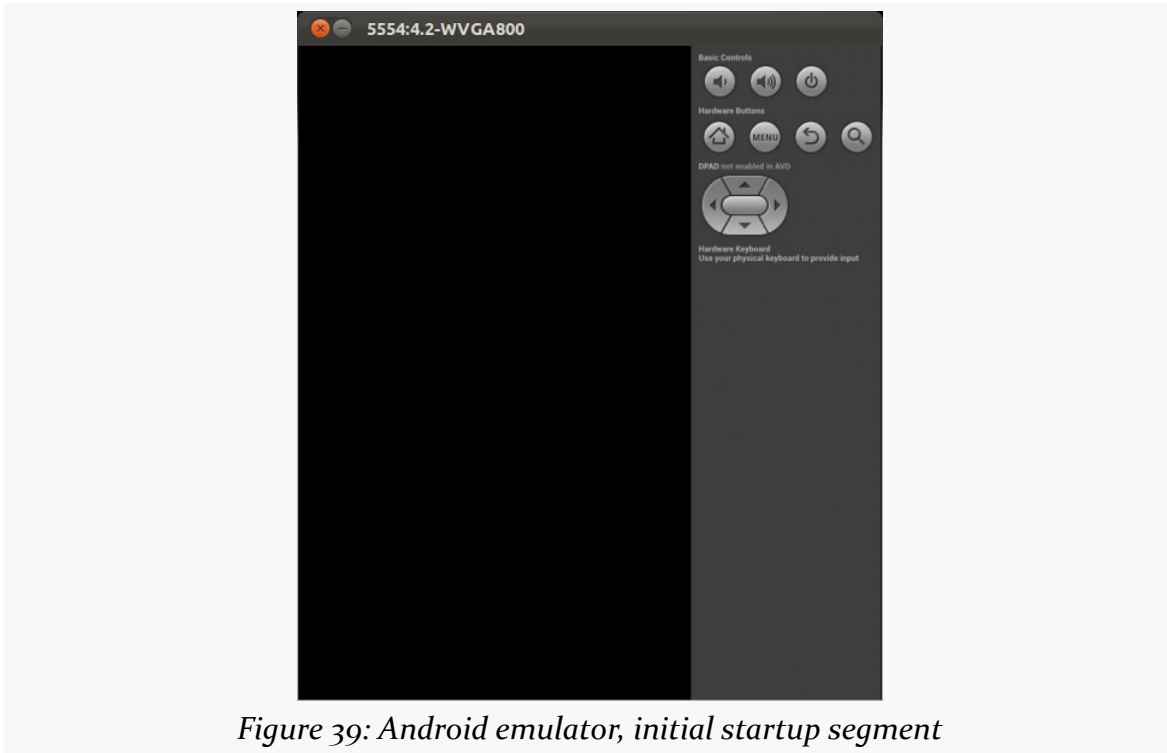 5554:4.2-WVGA800
Basic Controls
Hardware Buttons
MENU
DPAD not enabled in AVD
Hardware Keyboard
Use your physical keyboard to provide input
Figure 39: Android emulator, initial startup segment